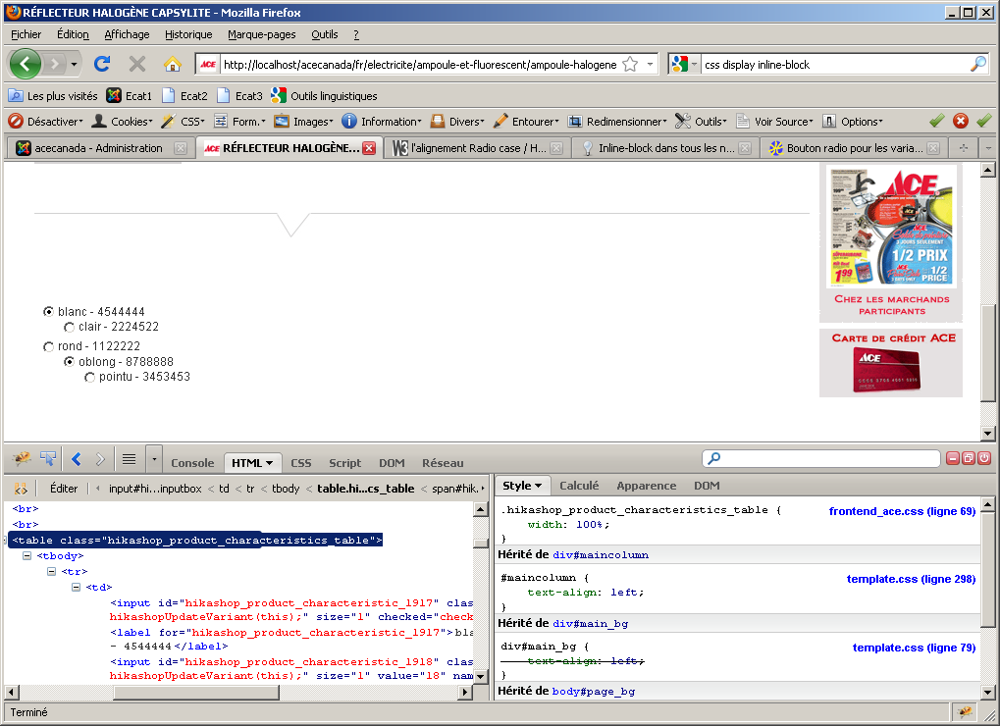 RÉFLECTEUR HALOGÈNE CAPSYLITE - Mozilla Firefox
Fichier Édition Affichage Historique Marque-pages Outils ?
ACE http://localhost/acecanada/fr/electricite/ampoule-et-fluorescent/ampoule-halogene css display inline-block
Les plus visités Ecat1 Ecat2 Ecat3 Outils linguistiques
Désactiver Cookies CSS Form. Images Information Divers Entourer Redimensionner Outils Voir Source Options
acecanada - Administration ACE RÉFLECTEUR HALOGÈNE... W3 l'alignement Radio case / H... Inline-block dans tous les n... Bouton radio pour les varia...
ACE
1/2 PRIX
1/2 PRICE
1.99
CHEZ LES MARCHANDS
PARTICIPANTS
CARTE DE CRÉDIT ACE
ACE
blanc - 4544444
clair - 2224522
rond - 1122222
oblong - 8788888
pointu - 3453453
Console HTML CSS Script DOM Réseau
Éditer input#hi...inputbox < td < tr < tbody < table.hi...cs_table < span#hik.
<br>
<br>
<table class="hikashop_product_characteristics_table">
<tbody>
<tr>
<td>
<input id="hikashop_product_characteristic_1917" clas
hikashopUpdateVariant(this);" size="1" checked="check
<label for="hikashop_product_characteristic_1917">bla
- 4544444</label>
<input id="hikashop_product_characteristic_1918" clas
hikashopUpdateVariant(this);" size="1" value="18" nam
Style Calculé Apparence DOM
.hikashop_product_characteristics_table { frontend_ace.css (ligne 69)
width: 100%;
}
Hérité de div#maincolumn
#maincolumn { template.css (ligne 298)
text-align: left;
}
Hérité de div#main_bg
div#main_bg { template.css (ligne 79)
text-align: left;
}
Hérité de body#page_bg
Terminé